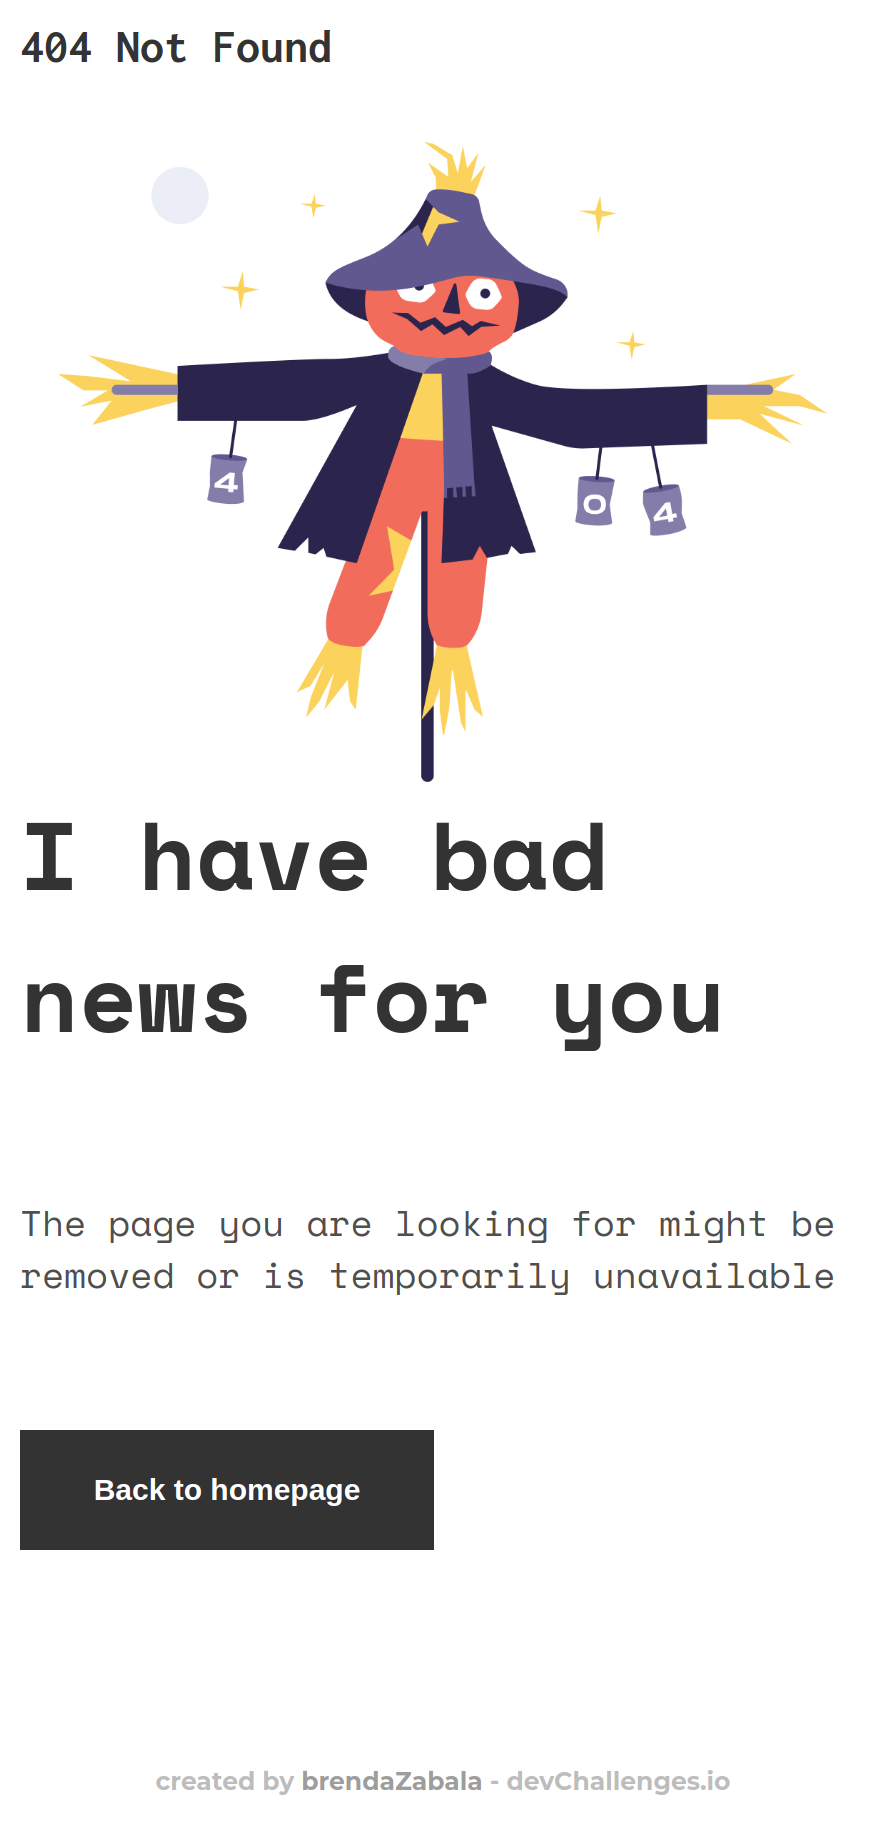 404 Not Found
4
0
4
I have bad
news for you
The page you are looking for might be
removed or is temporarily unavailable
Back to homepage
created by brendaZabala - devChallenges.io